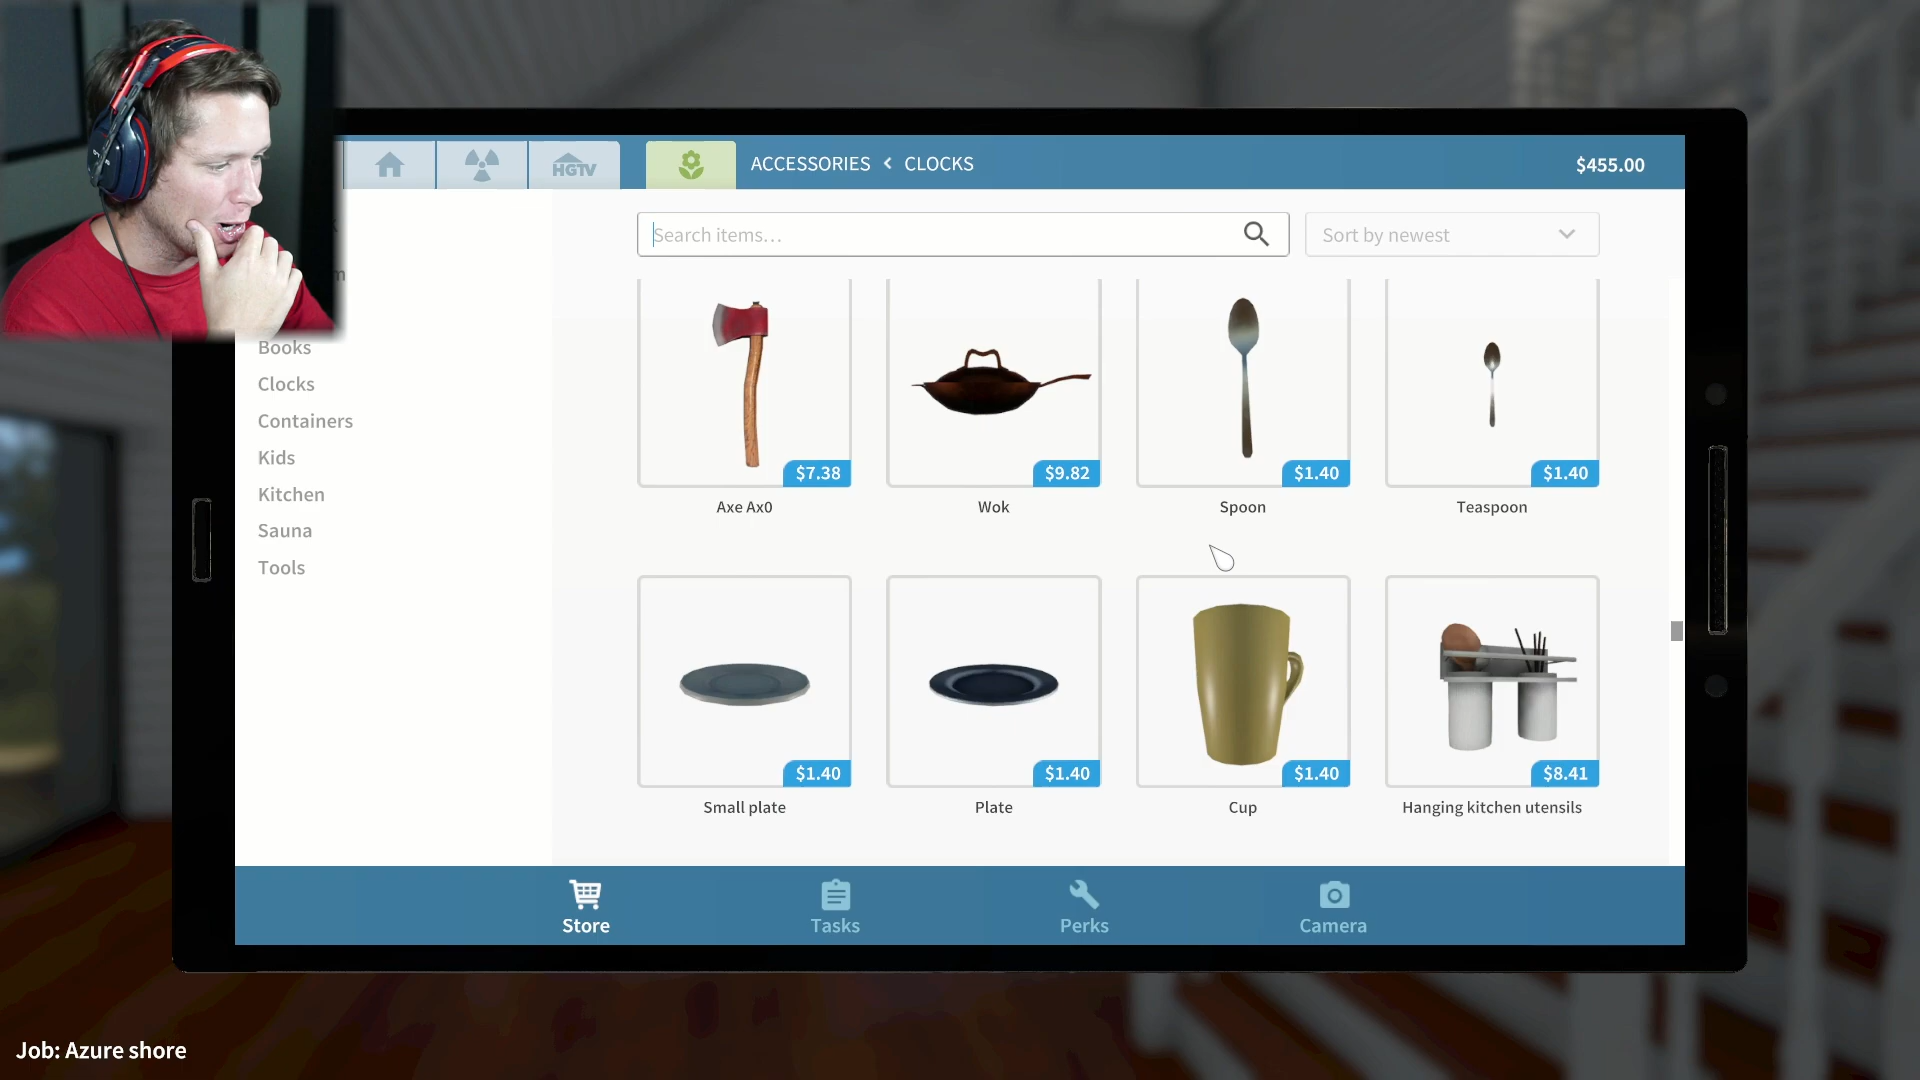 HGTV
ACCESSORIES < CLOCKS
$455.00
Search items...
Sort by newest
Books
Clocks
Containers
Kids
Kitchen
Sauna
Tools
$7.38
$9.82
$1.40
$1.40
Axe Ax0
Wok
Spoon
Teaspoon
$1.40
$1.40
$1.40
$8.41
Small plate
Plate
Cup
Hanging kitchen utensils
Store
Tasks
Perks
Camera
Job: Azure shore